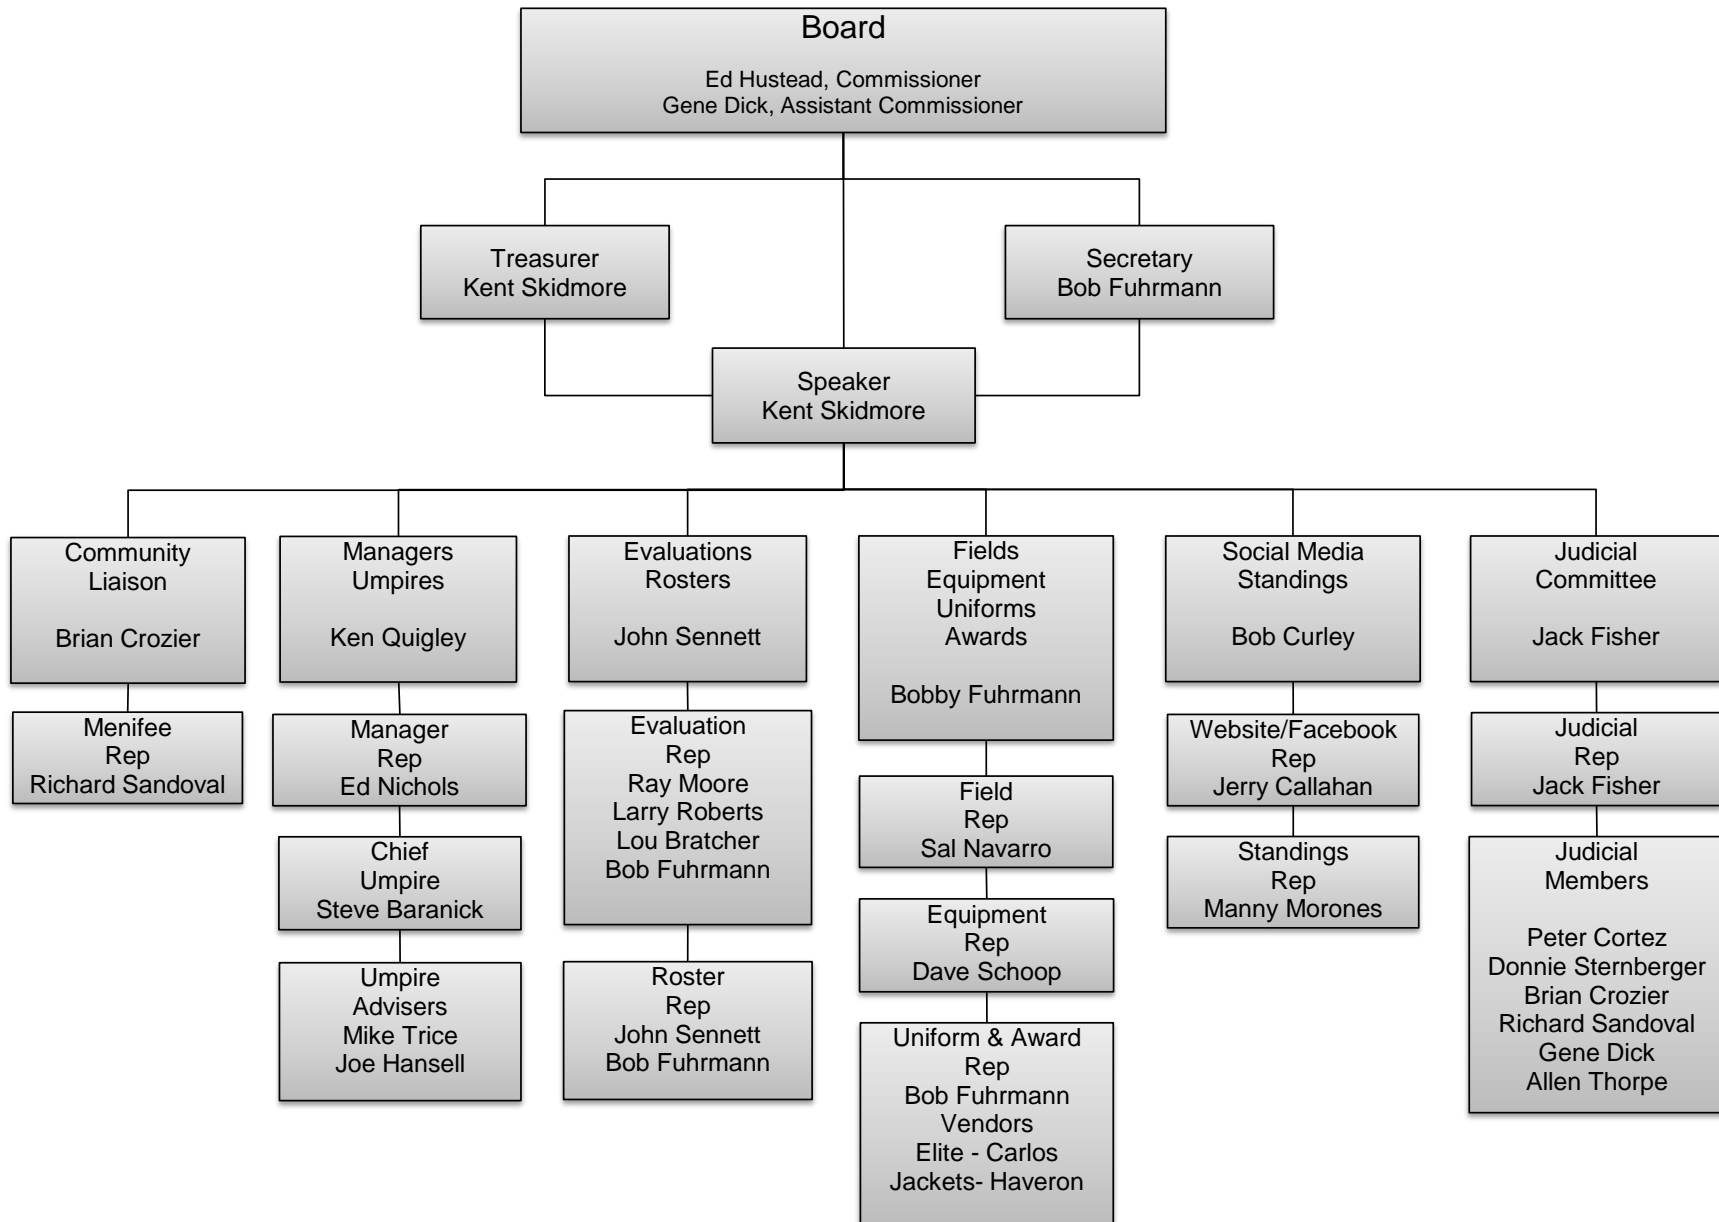 Board
Ed Hustead, Commissioner
Gene Dick, Assistant Commissioner
Treasurer
Kent Skidmore
Secretary
Bob Fuhrmann
Speaker
Kent Skidmore
Community
Liaison
Brian Crozier
Menifee
Rep
Richard Sandoval
Managers
Umpires
Ken Quigley
Manager
Rep
Ed Nichols
Chief
Umpire
Steve Baranick
Umpire
Advisers
Mike Trice
Joe Hansell
Evaluations
Rosters
John Sennett
Evaluation
Rep
Ray Moore
Larry Roberts
Lou Bratcher
Bob Fuhrmann
Roster
Rep
John Sennett
Bob Fuhrmann
Fields
Equipment
Uniforms
Awards
Bobby Fuhrmann
Field
Rep
Sal Navarro
Equipment
Rep
Dave Schoop
Uniform & Award
Rep
Bob Fuhrmann
Vendors
Elite - Carlos
Jackets- Haveron
Social Media
Standings
Bob Curley
Website/Facebook
Rep
Jerry Callahan
Standings
Rep
Manny Morones
Judicial
Committee
Jack Fisher
Judicial
Rep
Jack Fisher
Judicial
Members
Peter Cortez
Donnie Sternberger
Brian Crozier
Richard Sandoval
Gene Dick
Allen Thorpe